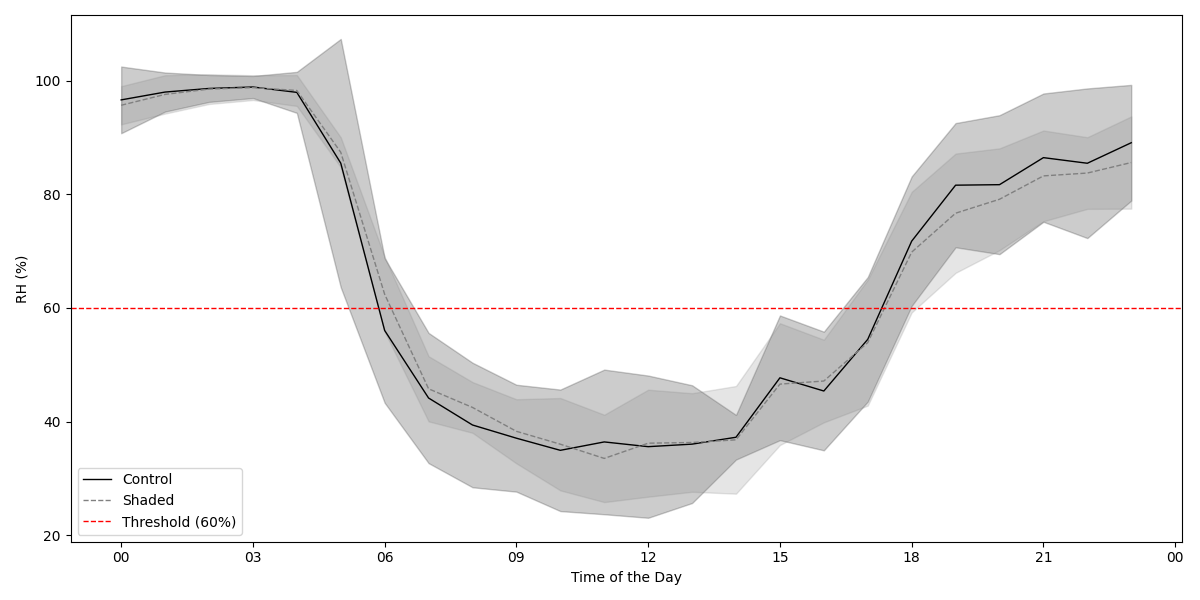 100
80
60
40
20
RH (%)
Control
Shaded
Threshold (60%)
00 03 06 09 12 15 18 21 00
Time of the Day